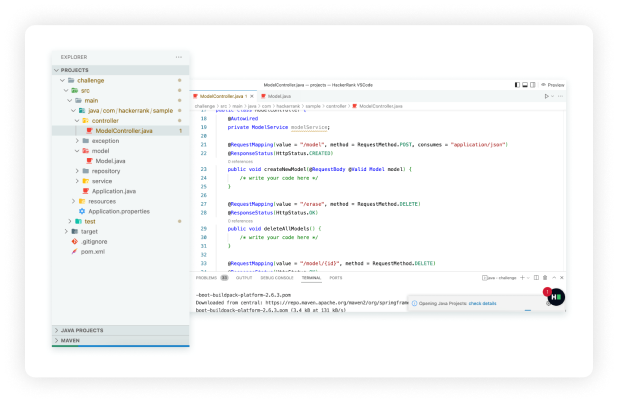 EXPLORER
PROJECTS
challenge
src
main
java / com / hackerrank / sample
controller
ModelController.java 1
exception
model
Model.java
repository
service
Application.java
resources
Application.properties
test
target
.gitignore
pom.xml
JAVA PROJECTS
MAVEN
ModelController.java — projects — HackerRank VSCode
Preview
ModelController.java 1 × Model.java
challenge > src > main > java > com > hackerrank > sample > controller > ModelController.java
17 public class ModelController {
18 @Autowired
19 private ModelService modelService;
20
21 @RequestMapping(value = "/model", method = RequestMethod.POST, consumes = "application/json")
22 @ResponseStatus(HttpStatus.CREATED)
0 references
23 public void createNewModel(@RequestBody @Valid Model model) {
24 /* write your code here */
25 }
26
27 @RequestMapping(value = "/erase", method = RequestMethod.DELETE)
28 @ResponseStatus(HttpStatus.OK)
0 references
29 public void deleteAllModels() {
30 /* write your code here */
31 }
32
33 @RequestMapping(value = "/model/{id}", method = RequestMethod.DELETE)
PROBLEMS OUTPUT DEBUG CONSOLE TERMINAL PORTS
java - challenge
-boot-buildpack-platform-2.6.3.pom
Downloaded from central: https://repo.maven.apache.org/maven2/org/springframe
boot-buildpack-platform-2.6.3.pom (3.4 kB at 131 kB/s)
Opening Java Projects: check details
1
H